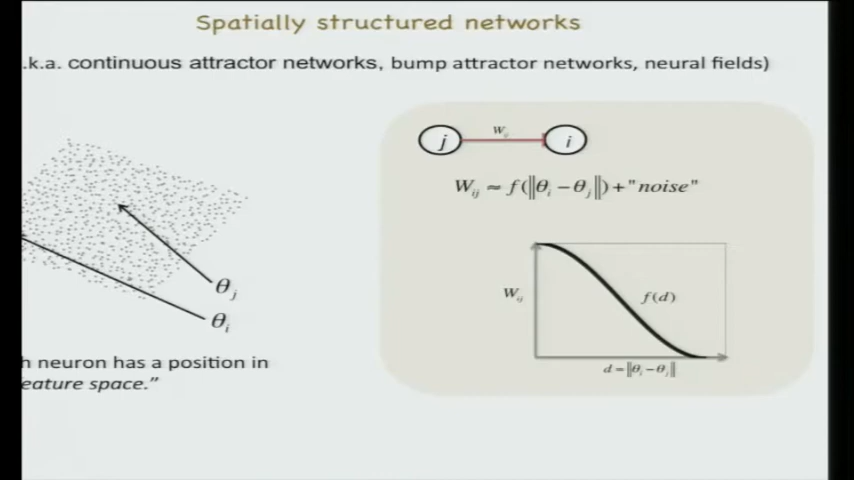 Spatially structured networks
.k.a. continuous attractor networks, bump attractor networks, neural fields)
j W_ij i
W_ij ≈ f(‖θ_i − θ_j‖) + "noise"
W_ij
f(d)
d = ‖θ_i − θ_j‖
θ_j
θ_i
h neuron has a position in
eature space."